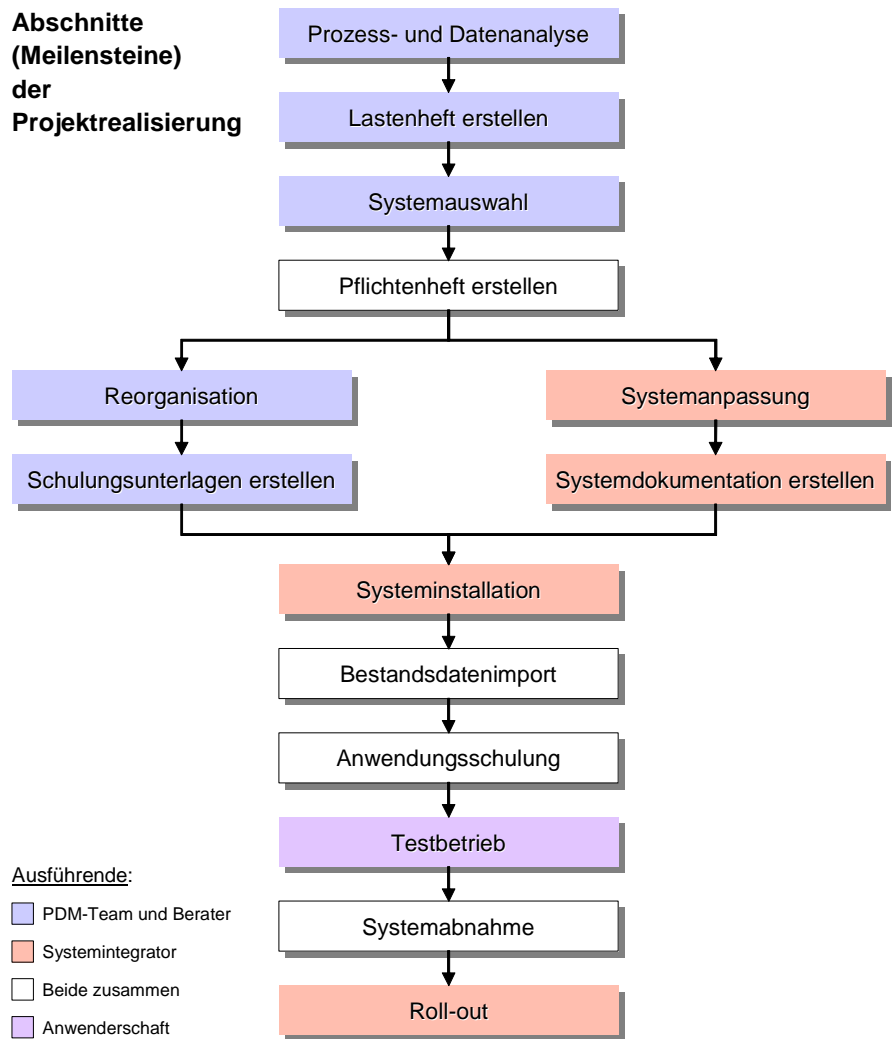 Abschnitte
(Meilensteine)
der
Projektrealisierung
Prozess- und Datenanalyse
Lastenheft erstellen
Systemauswahl
Pflichtenheft erstellen
Reorganisation
Systemanpassung
Schulungsunterlagen erstellen
Systemdokumentation erstellen
Systeminstallation
Bestandsdatenimport
Anwendungsschulung
Testbetrieb
Systemabnahme
Roll-out
Ausführende:
PDM-Team und Berater
Systemintegrator
Beide zusammen
Anwenderschaft